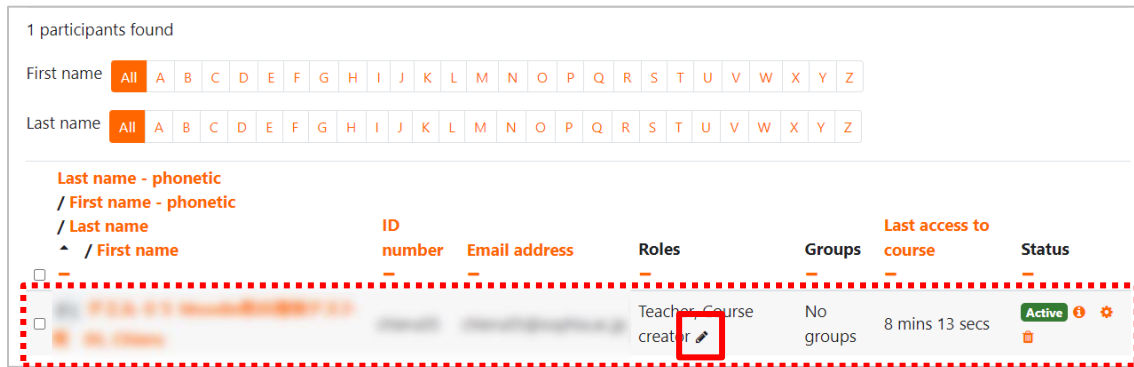 1 participants found
First name All A B C D E F G H I J K L M N O P Q R S T U V W X Y Z
Last name All A B C D E F G H I J K L M N O P Q R S T U V W X Y Z
Last name - phonetic
/ First name - phonetic
/ Last name
/ First name
ID
number
Email address
Roles
Groups
Last access to
course
Status
Teacher, Course
creator
No
groups
8 mins 13 secs
Active